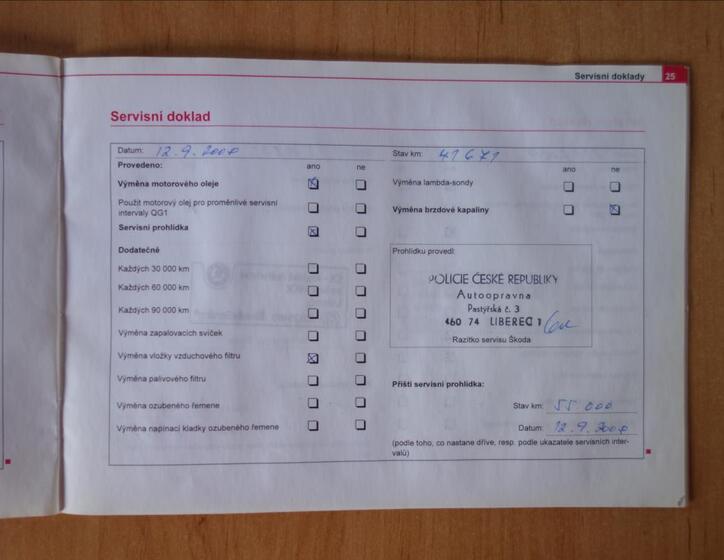 Servisní doklady 25
Servisní doklad
Datum: 12.9.200
Stav km: 41671
Provedeno: ano ne
ano ne
Výměna motorového oleje
Výměna lambda-sondy
Použit motorový olej pro proměnlivé servisní
intervaly QG1
Výměna brzdové kapaliny
Servisní prohlídka
Dodatečně
Každých 30 000 km
Každých 60 000 km
Každých 90 000 km
Výměna zapalovacích svíček
Výměna vložky vzduchového filtru
Výměna palivového filtru
Výměna ozubeného řemene
Výměna napínací kladky ozubeného řemene
Prohlídku provedl:
POLICIE ČESKÉ REPUBLIKY
Autoopravna
Pastýřská č. 3
460 74 LIBEREC 1
Razítko servisu Škoda
Příští servisní prohlídka:
Stav km: 55 000
Datum: 12.9.200
(podle toho, co nastane dříve, resp. podle ukazatele servisních inter-
valů)